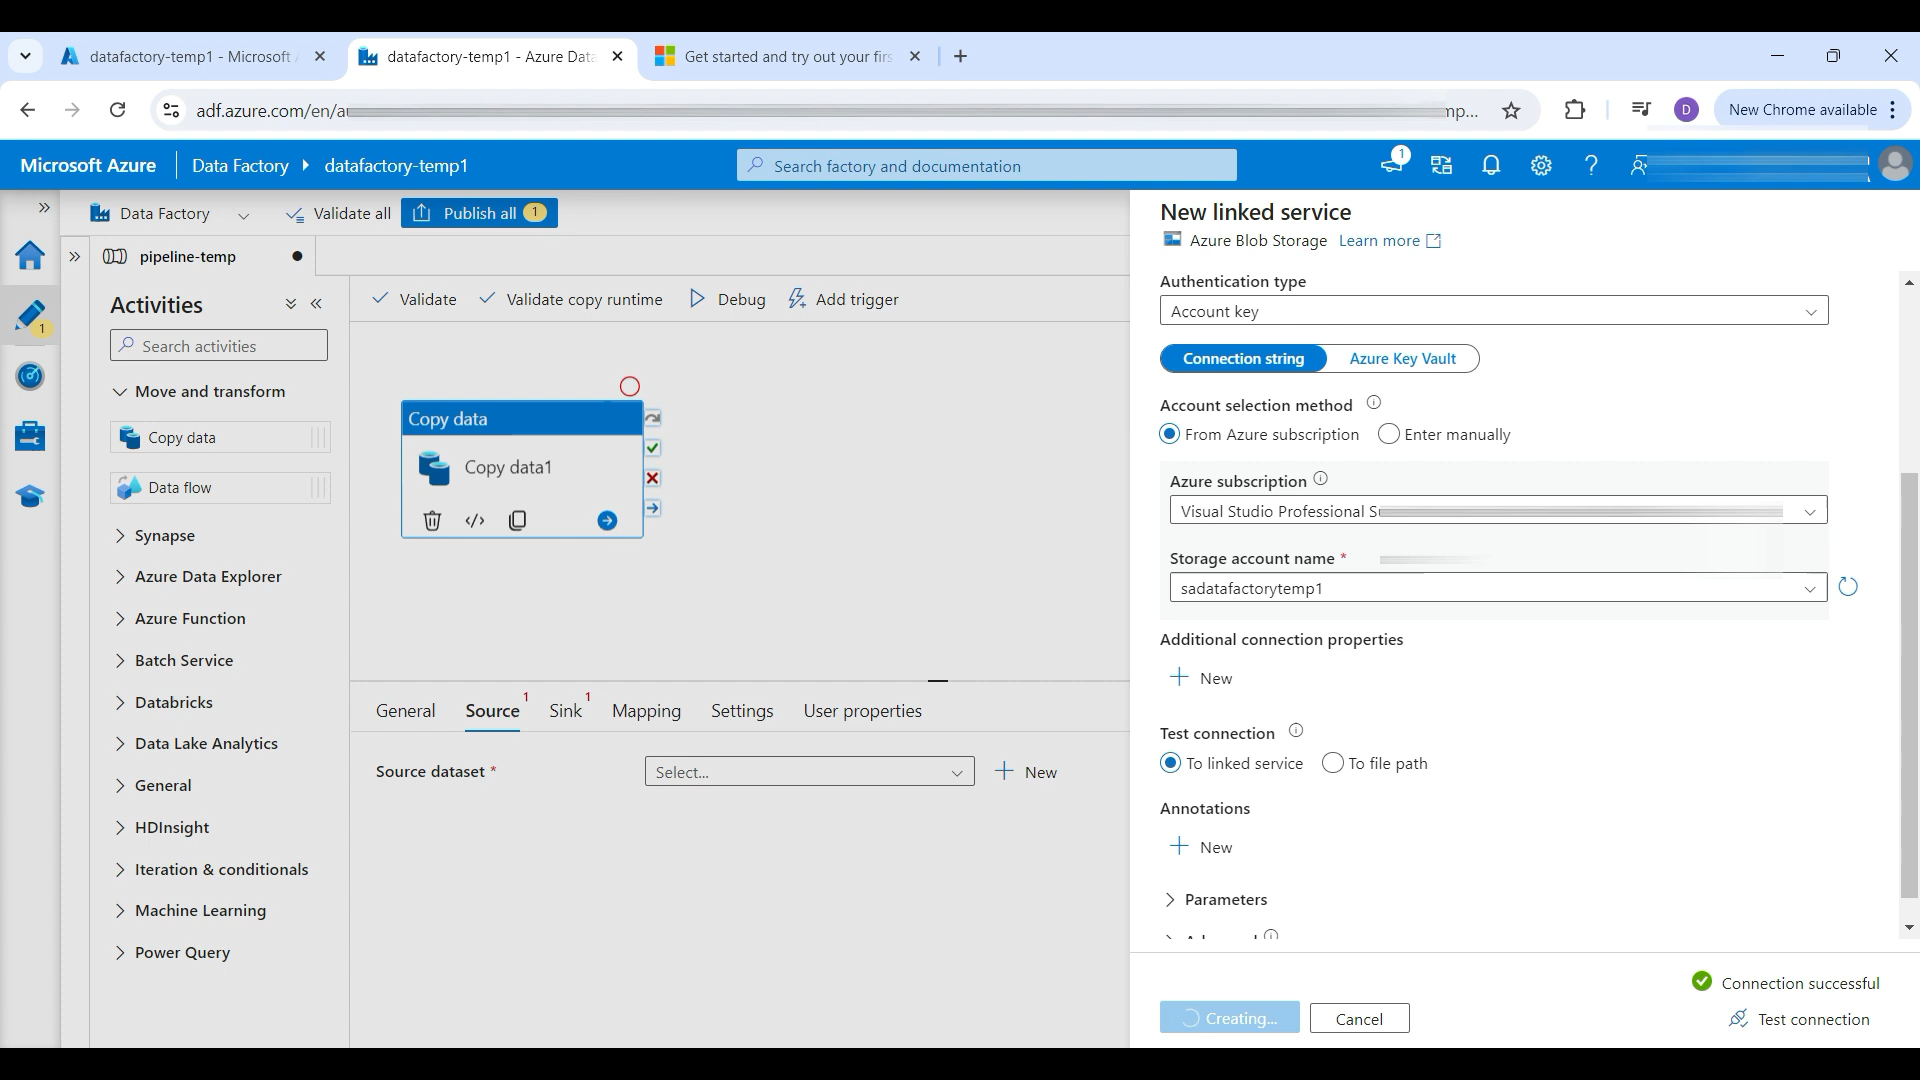 datafactory-temp1 - Microsoft
datafactory-temp1 - Azure Data
Get started and try out your firs
adf.azure.com/en/au
mp...
D
New Chrome available
Microsoft Azure
Data Factory
datafactory-temp1
Search factory and documentation
1
Data Factory
Validate all
Publish all
1
pipeline-temp
1
Activities
Search activities
Move and transform
Copy data
Data flow
Synapse
Azure Data Explorer
Azure Function
Batch Service
Databricks
Data Lake Analytics
General
HDInsight
Iteration & conditionals
Machine Learning
Power Query
Validate
Validate copy runtime
Debug
Add trigger
Copy data
Copy data1
General
Source 1
Sink 1
Mapping
Settings
User properties
Source dataset *
Select...
New
New linked service
Azure Blob Storage Learn more
Authentication type
Account key
Connection string
Azure Key Vault
Account selection method
From Azure subscription
Enter manually
Azure subscription
Visual Studio Professional
Storage account name *
sadatafactorytemp1
Additional connection properties
New
Test connection
To linked service
To file path
Annotations
New
Parameters
Connection successful
Creating...
Cancel
Test connection